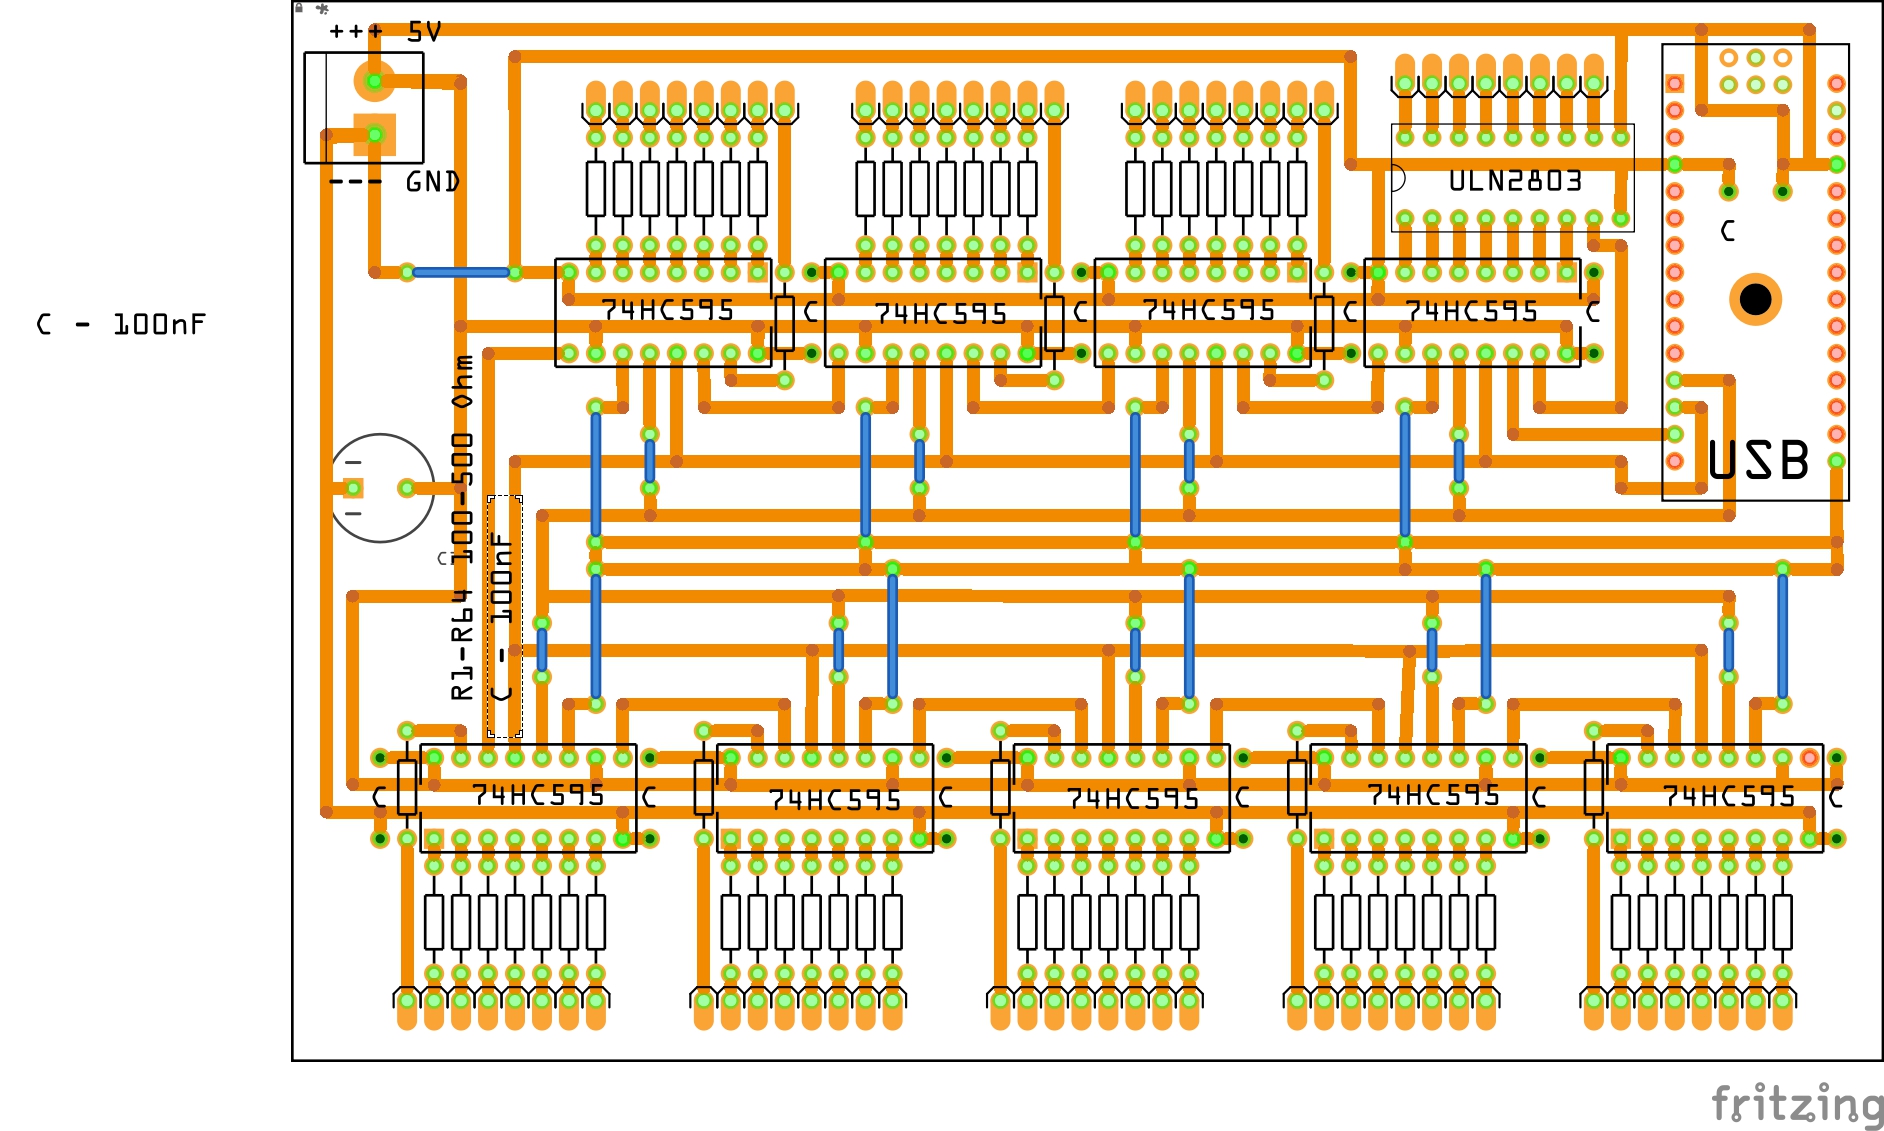 +++ 5V
--- GND
ULN2803
C
74HC595 C 74HC595 C 74HC595 C 74HC595 C
C - 100nF
USB
R1-R64 100-500 Ohm
C - 100nF
C 74HC595 C 74HC595 C 74HC595 C 74HC595 C 74HC595 C
fritzing